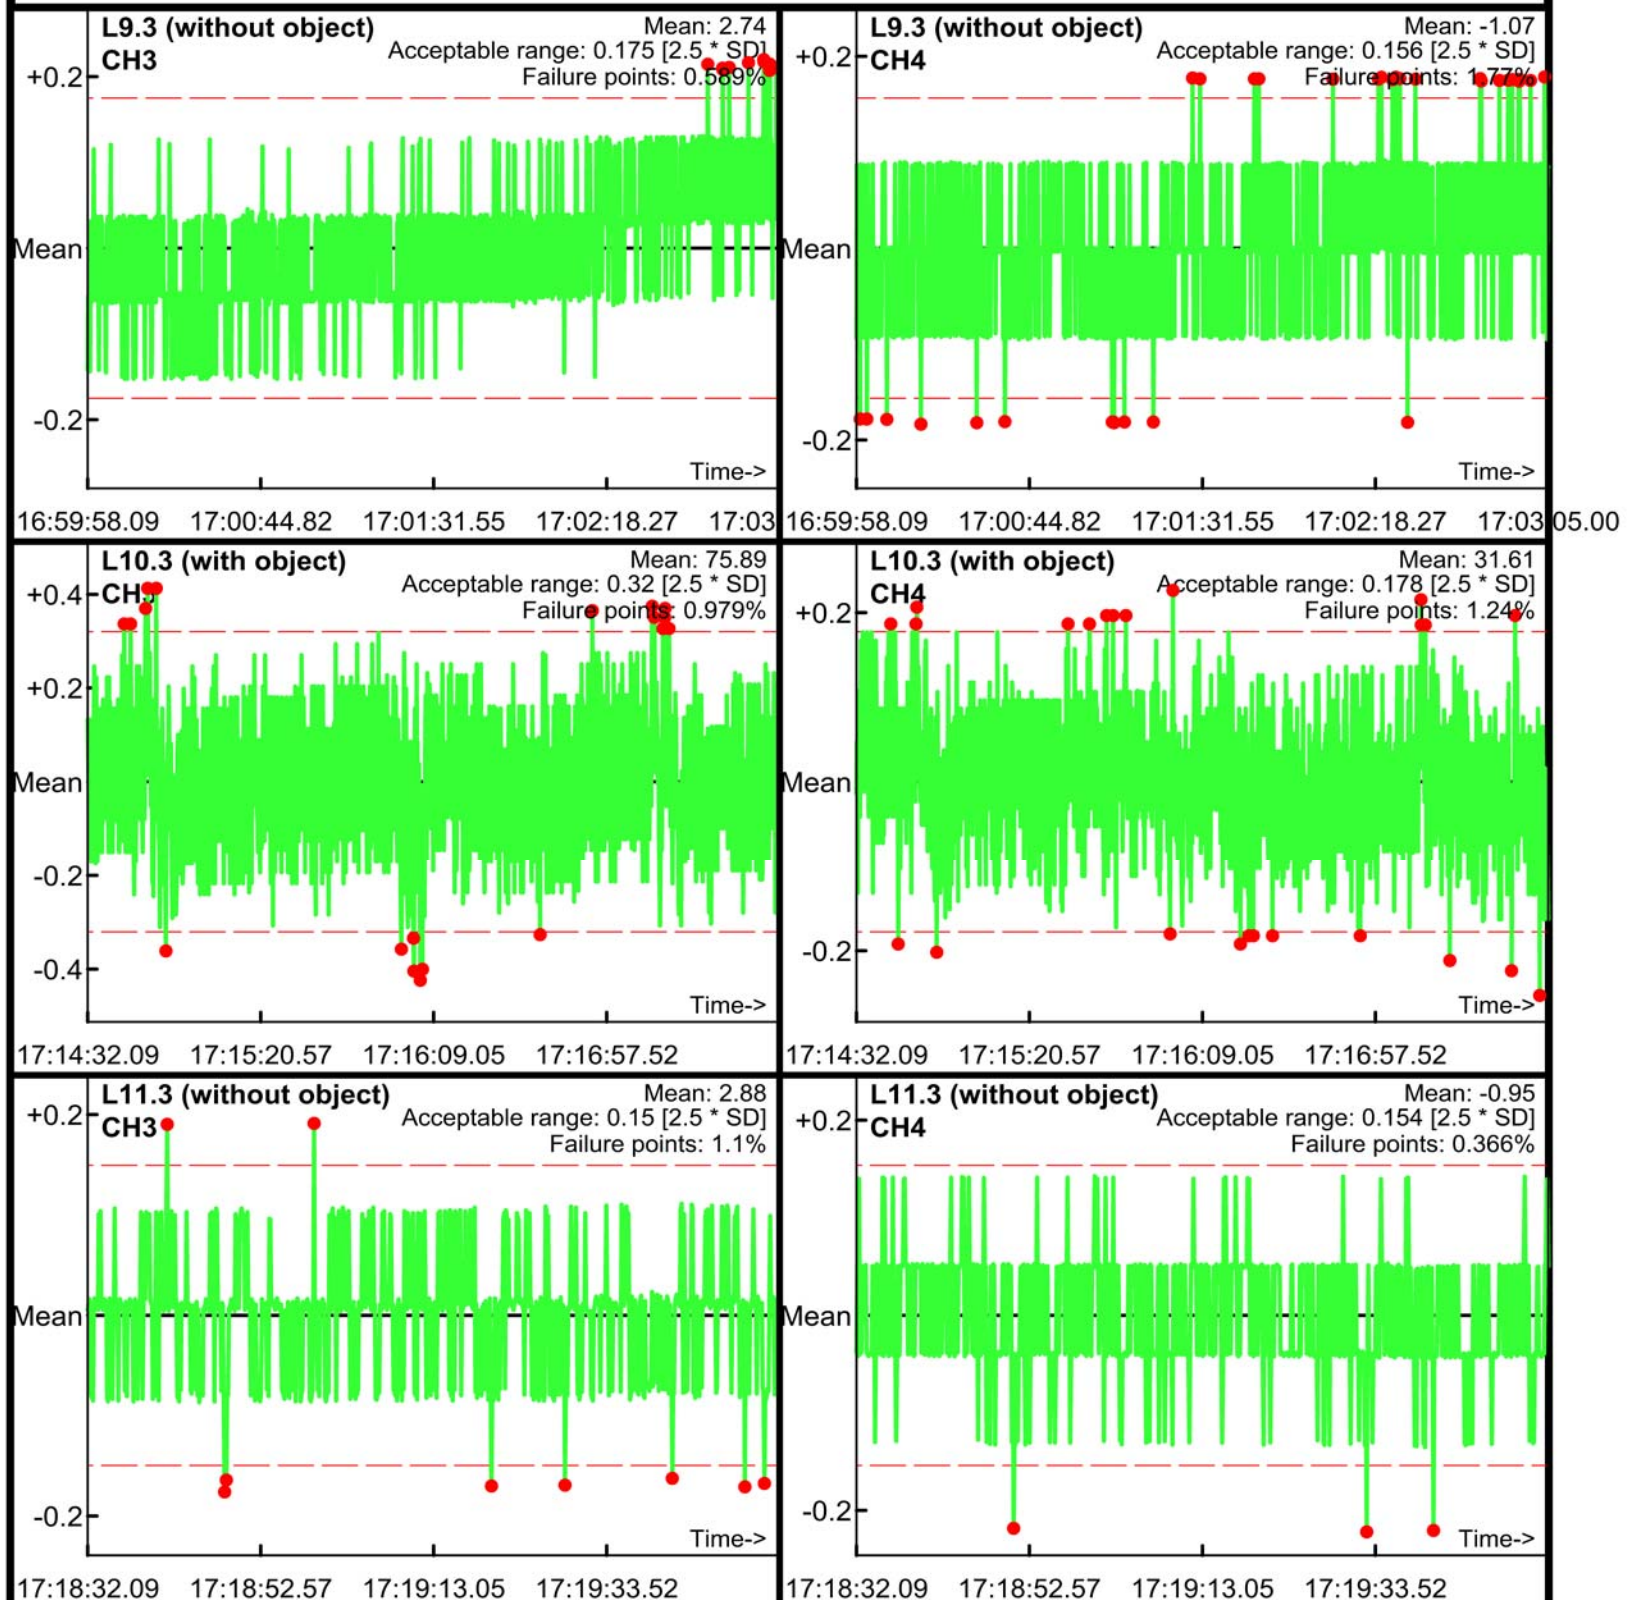 L9.3 (without object)
CH3
Mean: 2.74
Acceptable range: 0.175 [2.5 * SD]
Failure points: 0.589%
+0.2
Mean
-0.2
Time->
16:59:58.09 17:00:44.82 17:01:31.55 17:02:18.27 17:03
L9.3 (without object)
CH4
Mean: -1.07
Acceptable range: 0.156 [2.5 * SD]
Failure points: 1.77%
+0.2
Mean
-0.2
Time->
16:59:58.09 17:00:44.82 17:01:31.55 17:02:18.27 17:03:05.00
L10.3 (with object)
Mean: 75.89
Acceptable range: 0.32 [2.5 * SD]
Failure points: 0.979%
+0.4
+0.2
Mean
-0.2
-0.4
Time->
17:14:32.09 17:15:20.57 17:16:09.05 17:16:57.52
L10.3 (with object)
CH4
Mean: 31.61
Acceptable range: 0.178 [2.5 * SD]
Failure points: 1.24%
+0.2
Mean
-0.2
Time->
17:14:32.09 17:15:20.57 17:16:09.05 17:16:57.52
L11.3 (without object)
CH3
Mean: 2.88
Acceptable range: 0.15 [2.5 * SD]
Failure points: 1.1%
+0.2
Mean
-0.2
Time->
17:18:32.09 17:18:52.57 17:19:13.05 17:19:33.52
L11.3 (without object)
CH4
Mean: -0.95
Acceptable range: 0.154 [2.5 * SD]
Failure points: 0.366%
+0.2
Mean
-0.2
Time->
17:18:32.09 17:18:52.57 17:19:13.05 17:19:33.52